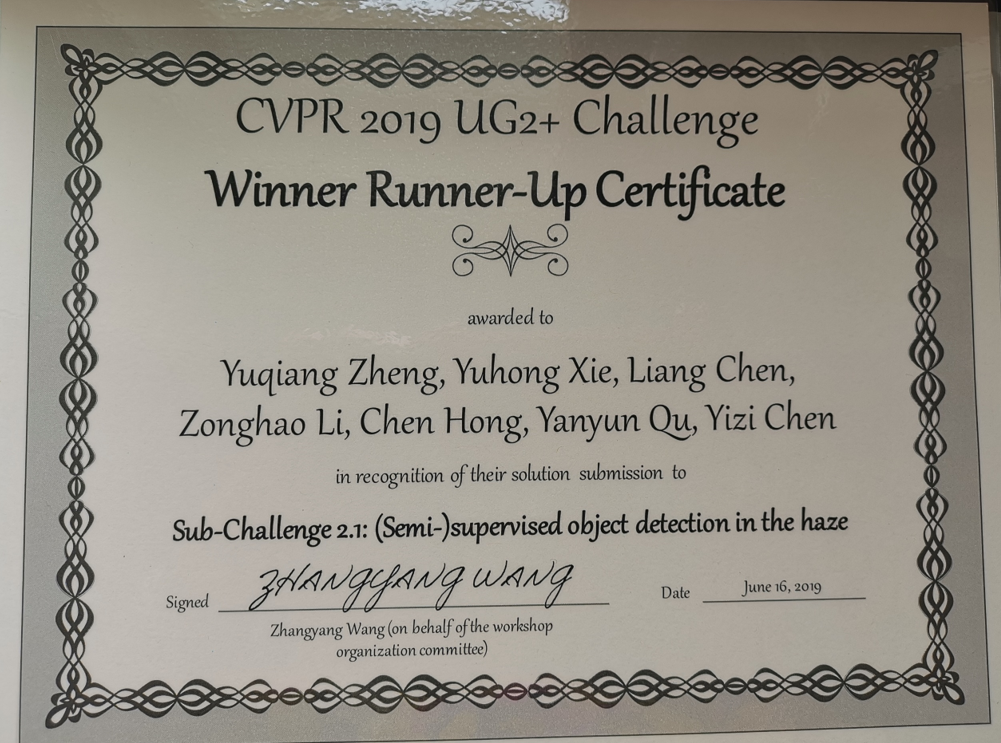 CVPR 2019 UG2+ Challenge
Winner Runner-Up Certificate
awarded to
Yuqiang Zheng, Yuhong Xie, Liang Chen,
Zonghao Li, Chen Hong, Yanyun Qu, Yizi Chen
in recognition of their solution submission to
Sub-Challenge 2.1: (Semi-)supervised object detection in the haze
Signed ZHANGYANG WANG Date June 16, 2019
Zhangyang Wang (on behalf of the workshop
organization committee)